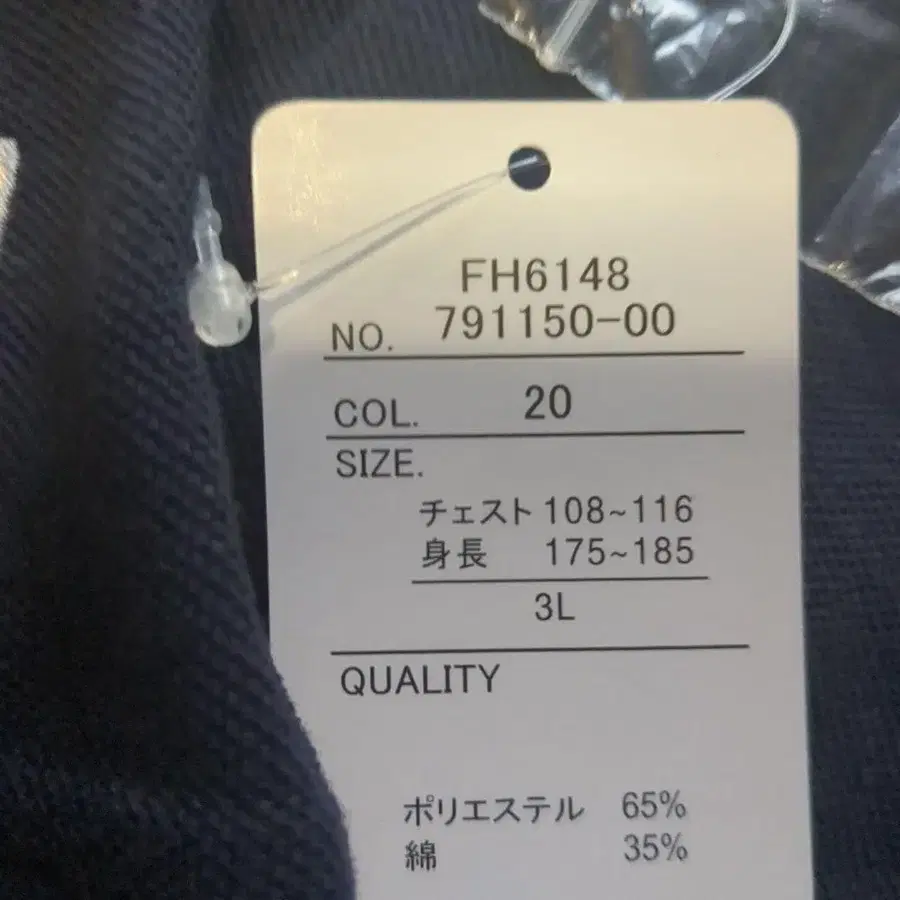 FH6148
NO. 791150-00
COL. 20
SIZE.
チェスト 108~116
身長 175~185
3L
QUALITY
ポリエステル 65%
綿 35%